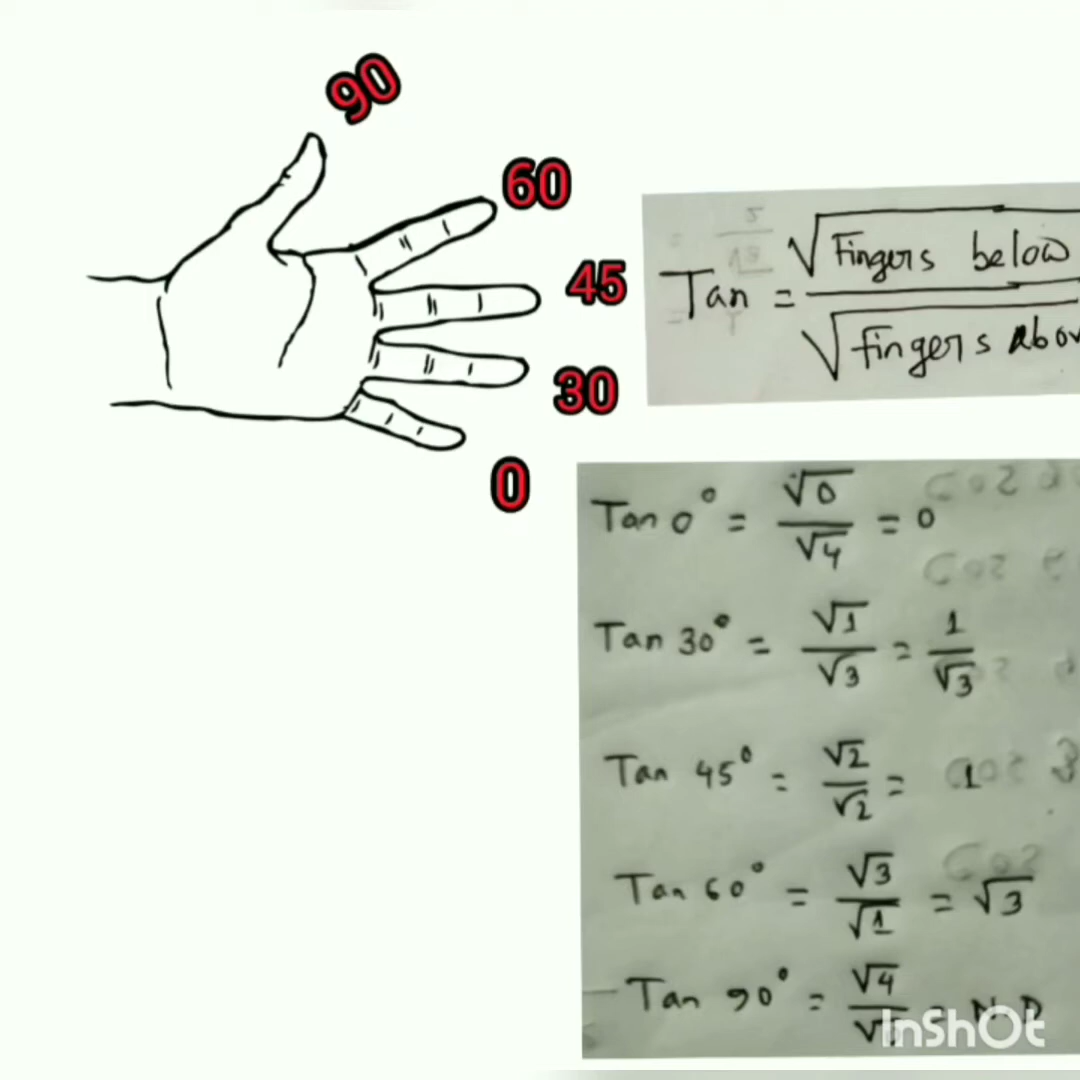 90
60
45
30
0
Tan = √Fingers below / √fingers abov
Tan 0° = √0/√4 = 0
Tan 30° = √1/√3 = 1/√3
Tan 45° = √2/√2 = 1
Tan 60° = √3/√1 = √3
Tan 90° = √4/√ = N.D
InShOt